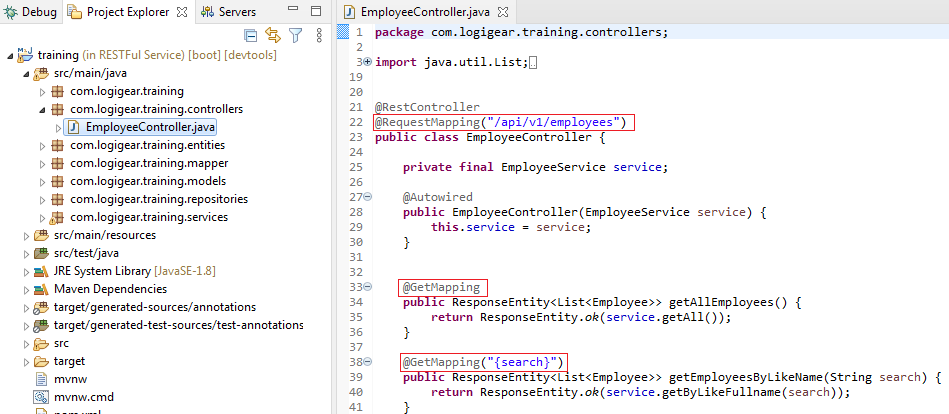 Debug Project Explorer Servers
training (in RESTFul Service) [boot] [devtools]
src/main/java
com.logigear.training
com.logigear.training.controllers
EmployeeController.java
com.logigear.training.entities
com.logigear.training.mapper
com.logigear.training.models
com.logigear.training.repositories
com.logigear.training.services
src/main/resources
src/test/java
JRE System Library [JavaSE-1.8]
Maven Dependencies
target/generated-sources/annotations
target/generated-test-sources/test-annotations
src
target
mvnw
mvnw.cmd
pom.xml
EmployeeController.java
1 package com.logigear.training.controllers;
2
3 import java.util.List;
19
20
21 @RestController
22 @RequestMapping("/api/v1/employees")
23 public class EmployeeController {
24
25 private final EmployeeService service;
26
27 @Autowired
28 public EmployeeController(EmployeeService service) {
29 this.service = service;
30 }
31
32
33 @GetMapping
34 public ResponseEntity<List<Employee>> getAllEmployees() {
35 return ResponseEntity.ok(service.getAll());
36 }
37
38 @GetMapping("{search}")
39 public ResponseEntity<List<Employee>> getEmployeesByLikeName(String search) {
40 return ResponseEntity.ok(service.getByLikeFullname(search));
41 }